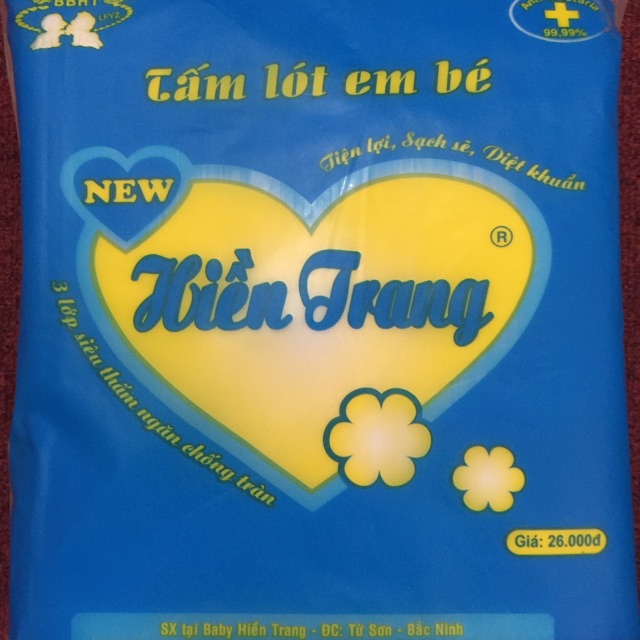 BBHT
LFYZ
99,99%
Tấm lót em bé
Tiện lợi, Sạch sẽ, Diệt khuẩn
NEW
®
Hiền Trang
3 lớp siêu thấm ngăn chống tràn
Giá: 26.000đ
SX tại Baby Hiền Trang - ĐC: Từ Sơn - Bắc Ninh